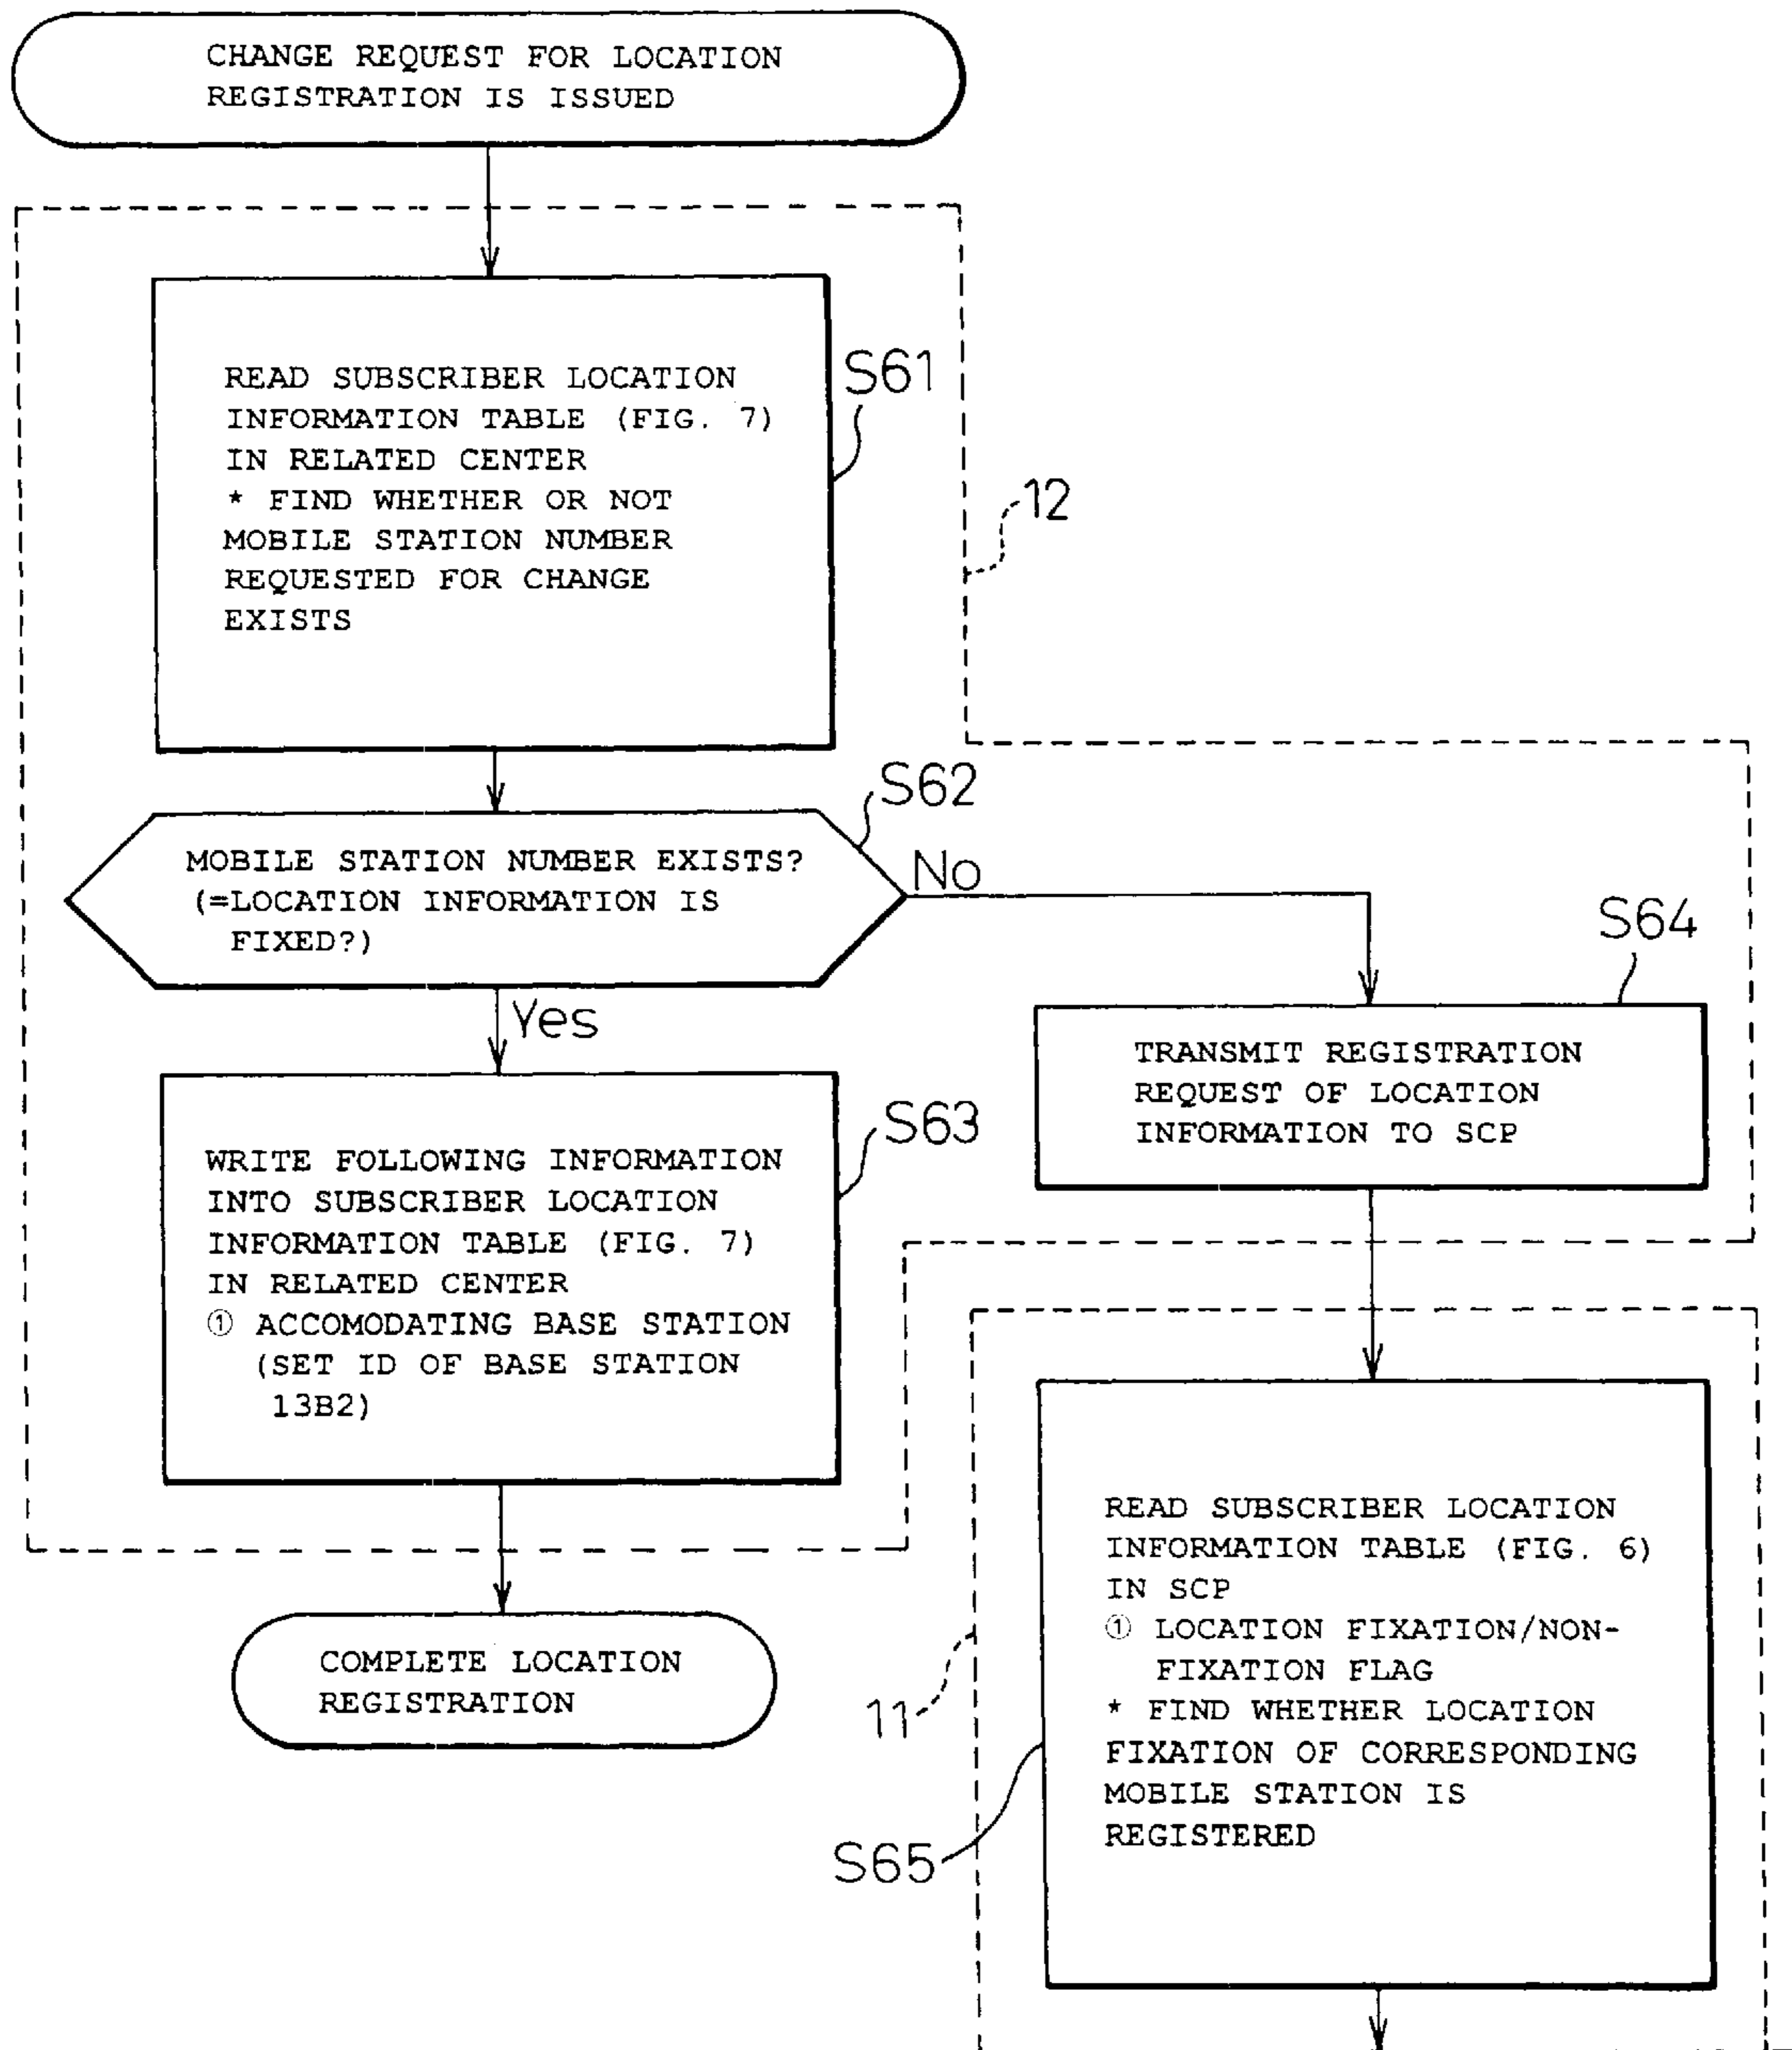 CHANGE REQUEST FOR LOCATION
REGISTRATION IS ISSUED
READ SUBSCRIBER LOCATION
INFORMATION TABLE (FIG. 7)
IN RELATED CENTER
* FIND WHETHER OR NOT
MOBILE STATION NUMBER
REQUESTED FOR CHANGE
EXISTS
S61
12
S62
MOBILE STATION NUMBER EXISTS?
(=LOCATION INFORMATION IS
FIXED?)
No
Yes
S64
TRANSMIT REGISTRATION
REQUEST OF LOCATION
INFORMATION TO SCP
S63
WRITE FOLLOWING INFORMATION
INTO SUBSCRIBER LOCATION
INFORMATION TABLE (FIG. 7)
IN RELATED CENTER
① ACCOMODATING BASE STATION
(SET ID OF BASE STATION
13B2)
COMPLETE LOCATION
REGISTRATION
11
READ SUBSCRIBER LOCATION
INFORMATION TABLE (FIG. 6)
IN SCP
① LOCATION FIXATION/NON-
FIXATION FLAG
* FIND WHETHER LOCATION
FIXATION OF CORRESPONDING
MOBILE STATION IS
REGISTERED
S65